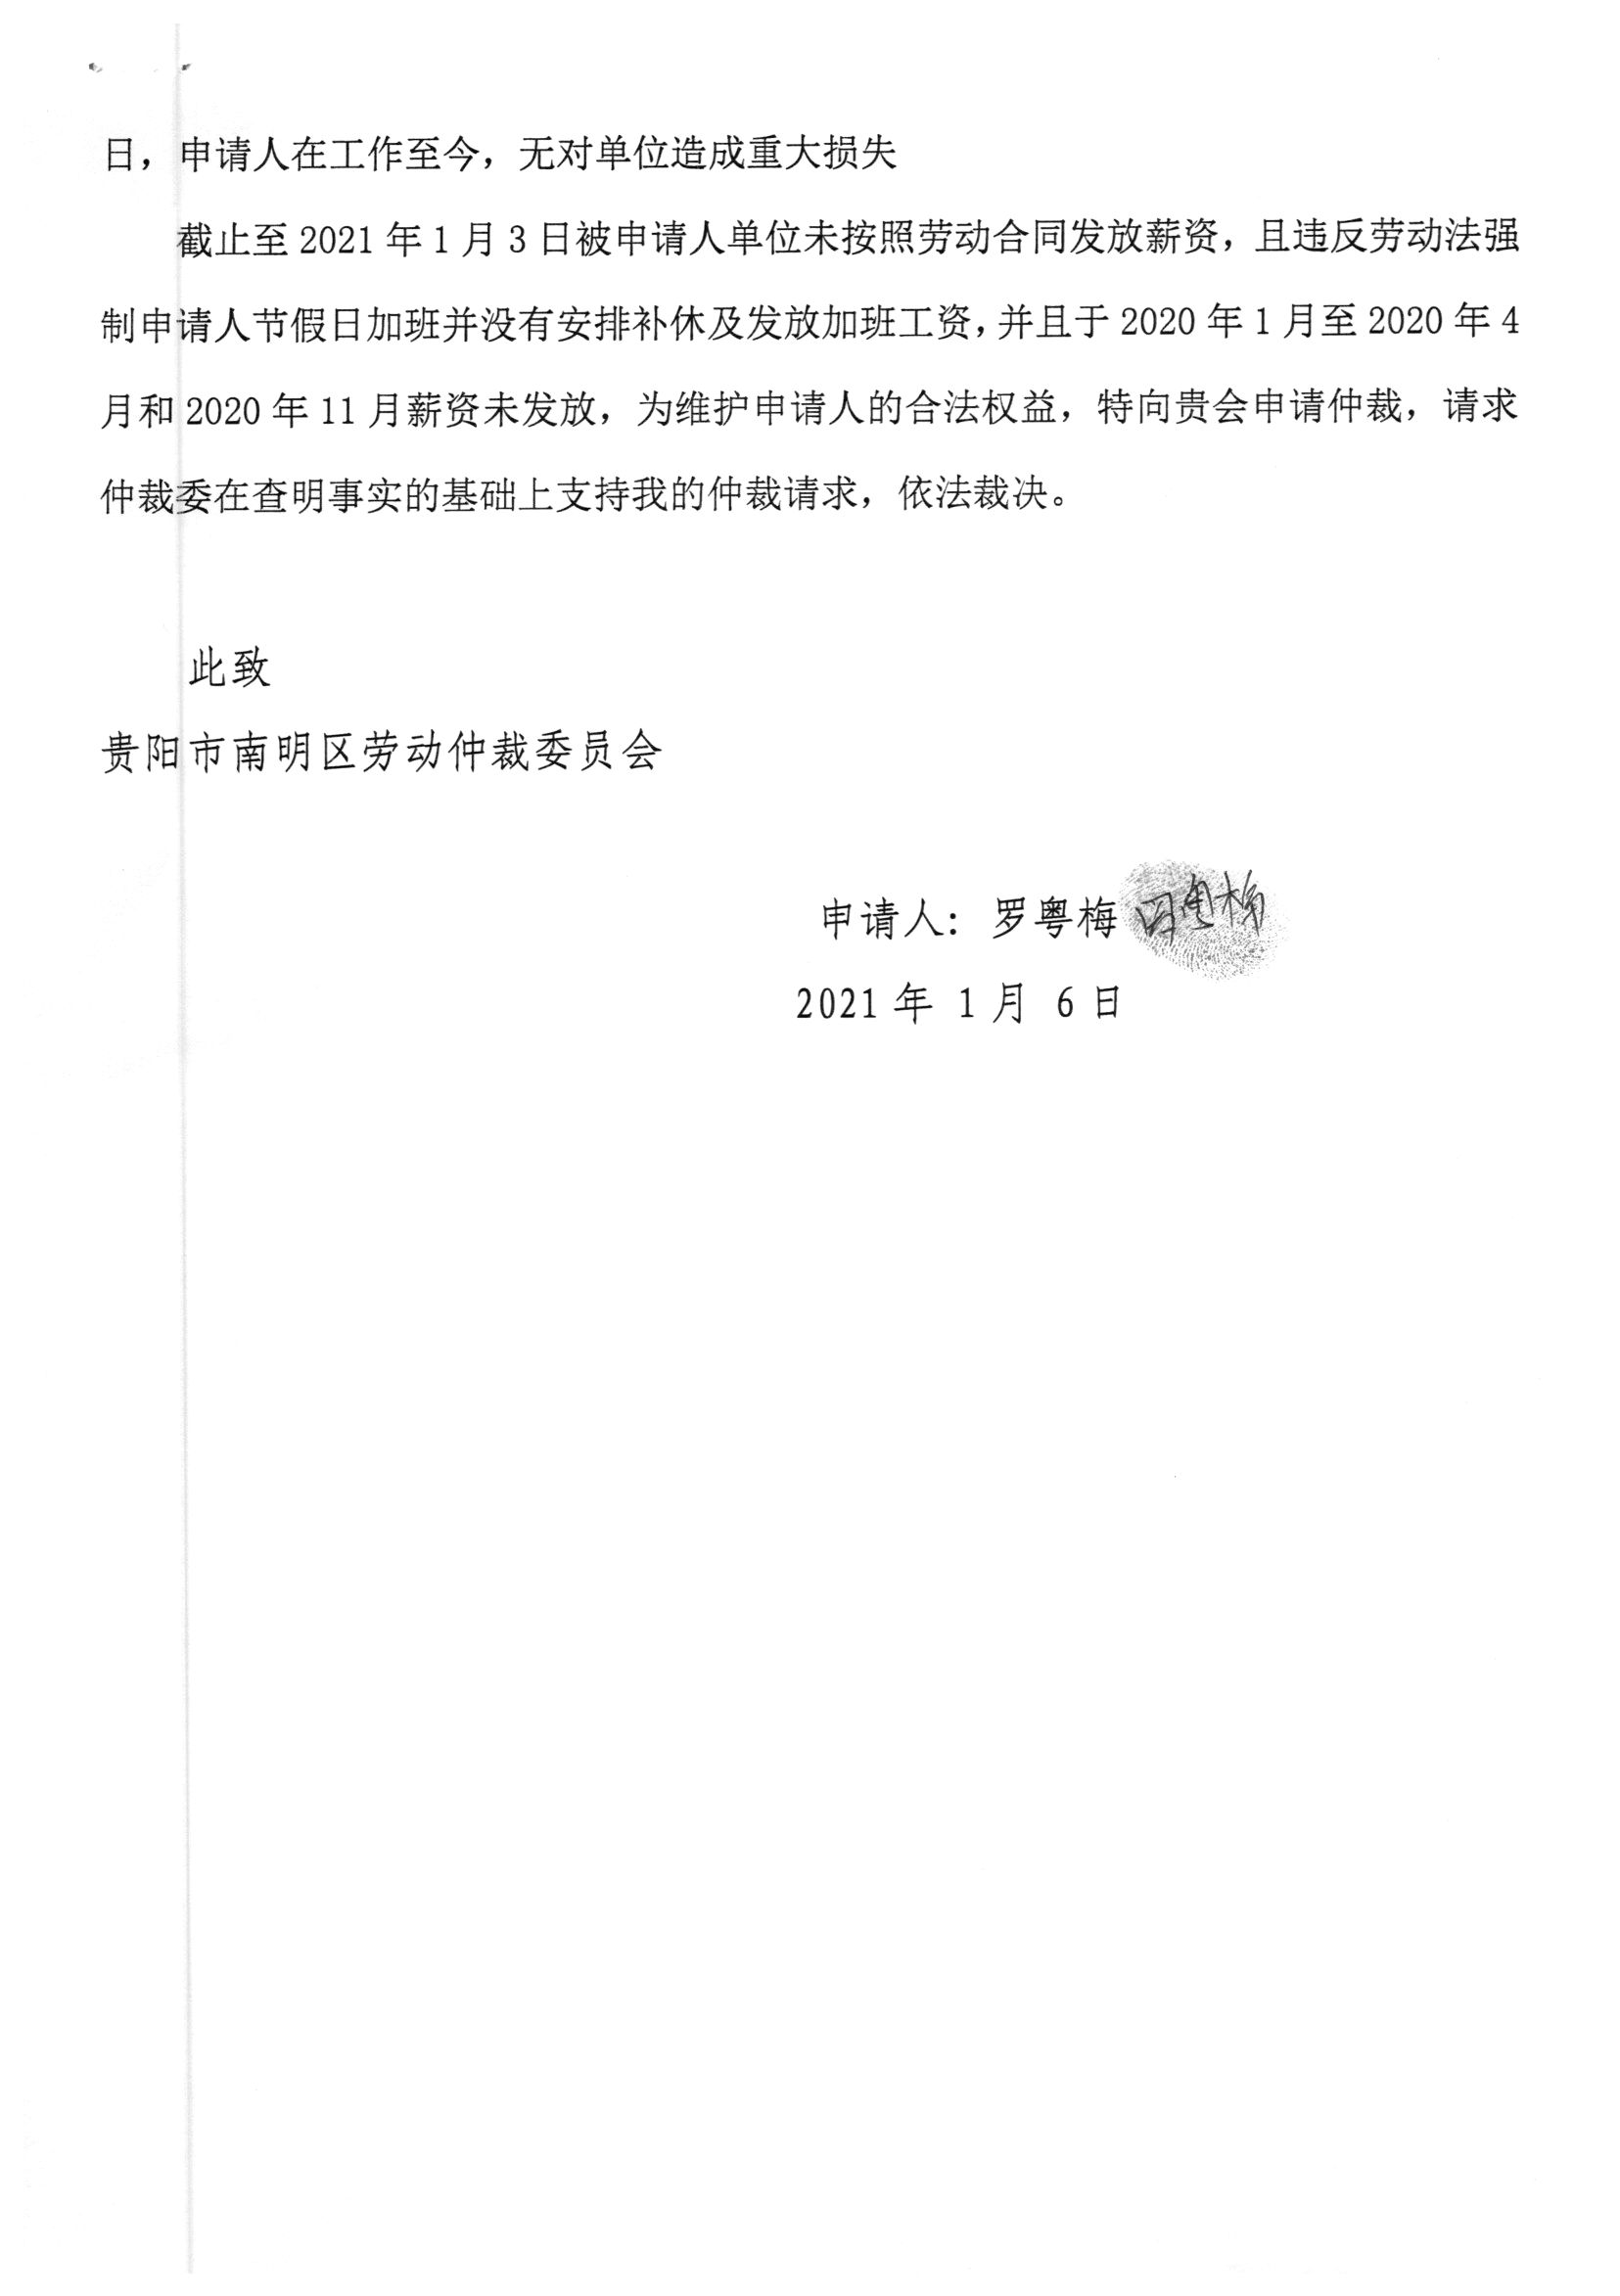 日，申请人在工作至今，无对单位造成重大损失
截止至 2021 年 1 月 3 日被申请人单位未按照劳动合同发放薪资，且违反劳动法强
制申请人节假日加班并没有安排补休及发放加班工资，并且于 2020 年 1 月至 2020 年 4
月和 2020 年 11 月薪资未发放，为维护申请人的合法权益，特向贵会申请仲裁，请求
仲裁委在查明事实的基础上支持我的仲裁请求，依法裁决。
此致
贵阳市南明区劳动仲裁委员会
申请人：罗粤梅 罗粤梅
2021 年 1 月 6 日